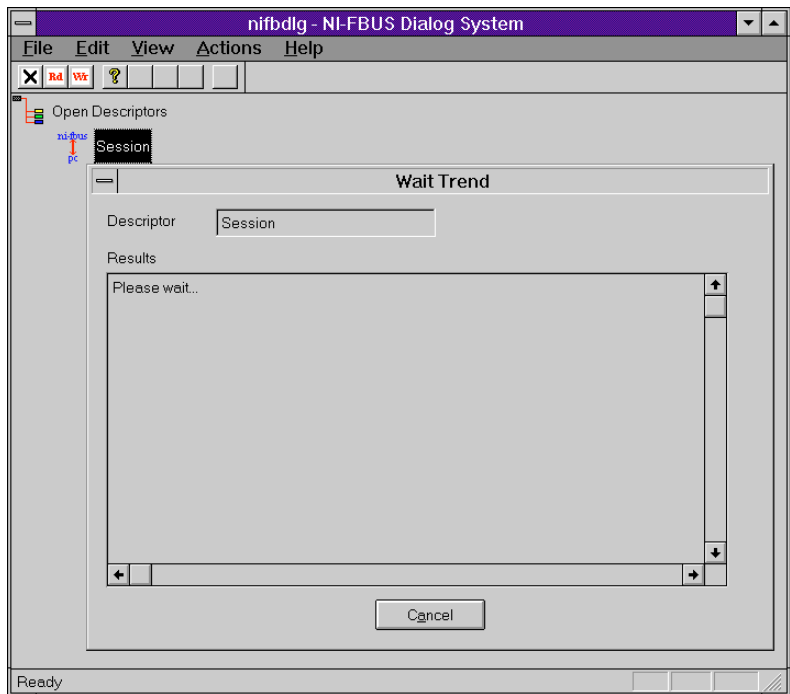 nifbdlg - NI-FBUS Dialog System
File Edit View Actions Help
Rd Wr ?
Open Descriptors
ni-fbus
pc
Session
Wait Trend
Descriptor Session
Results
Please wait...
Cancel
Ready